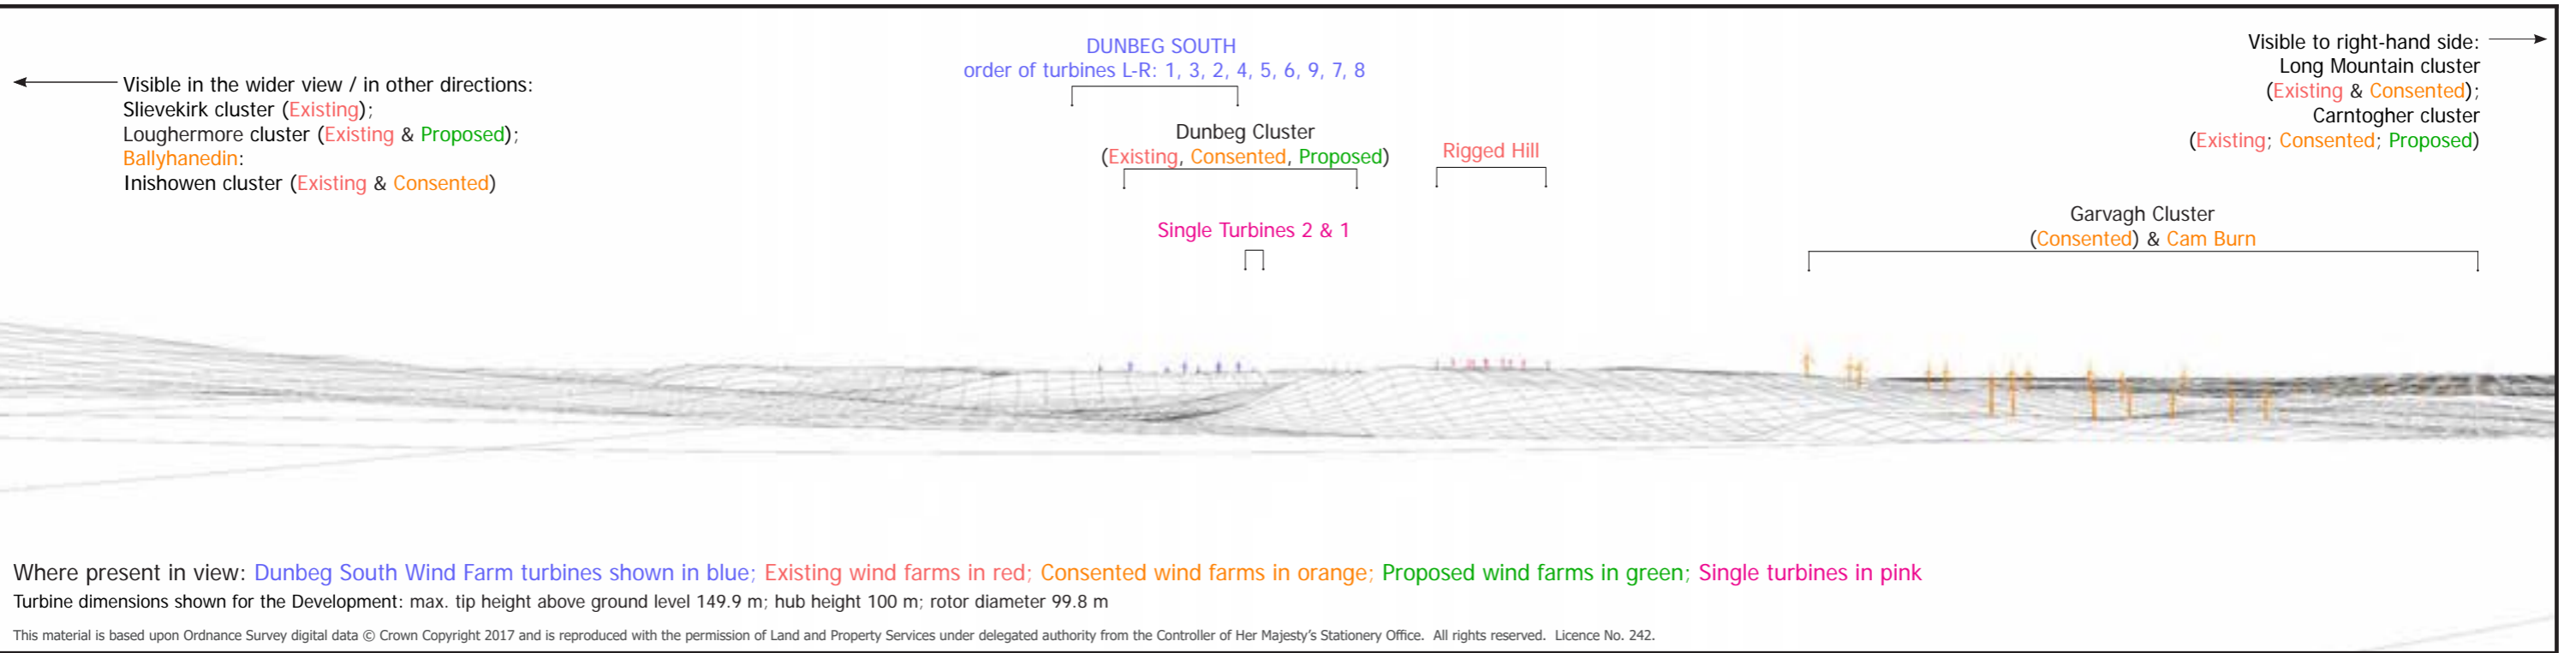 DUNBEG SOUTH
order of turbines L-R: 1, 3, 2, 4, 5, 6, 9, 7, 8
Visible in the wider view / in other directions:
Slievekirk cluster (Existing);
Loughermore cluster (Existing & Proposed);
Ballyhanedin:
Inishowen cluster (Existing & Consented)
Dunbeg Cluster
(Existing, Consented, Proposed)
Rigged Hill
Single Turbines 2 & 1
Visible to right-hand side:
Long Mountain cluster
(Existing & Consented);
Carntogher cluster
(Existing; Consented; Proposed)
Garvagh Cluster
(Consented) & Cam Burn
Where present in view: Dunbeg South Wind Farm turbines shown in blue; Existing wind farms in red; Consented wind farms in orange; Proposed wind farms in green; Single turbines in pink
Turbine dimensions shown for the Development: max. tip height above ground level 149.9 m; hub height 100 m; rotor diameter 99.8 m
This material is based upon Ordnance Survey digital data © Crown Copyright 2017 and is reproduced with the permission of Land and Property Services under delegated authority from the Controller of Her Majesty's Stationery Office. All rights reserved. Licence No. 242.